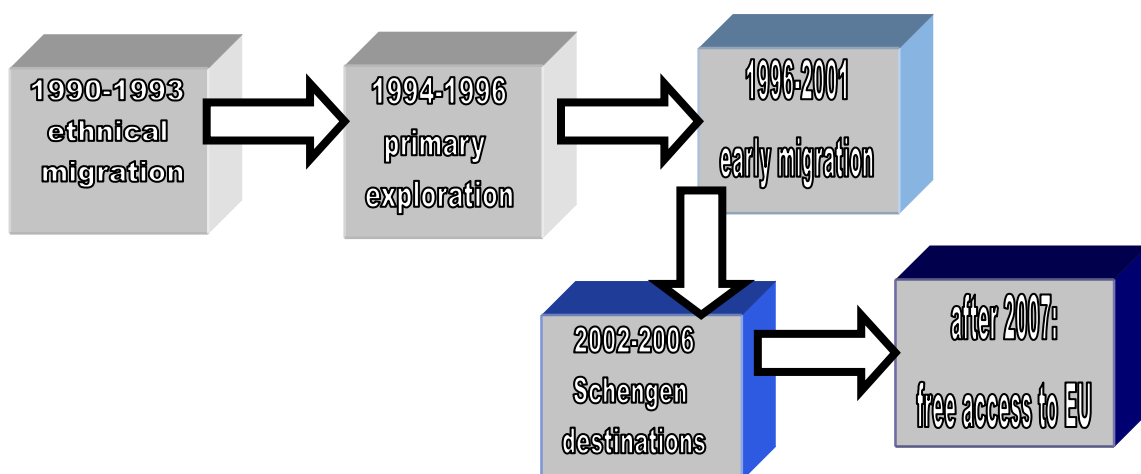 1990-1993
ethnical
migration
1994-1996
primary
exploration
1996-2001
early migration
2002-2006
Schengen
destinations
after 2007:
free access to EU